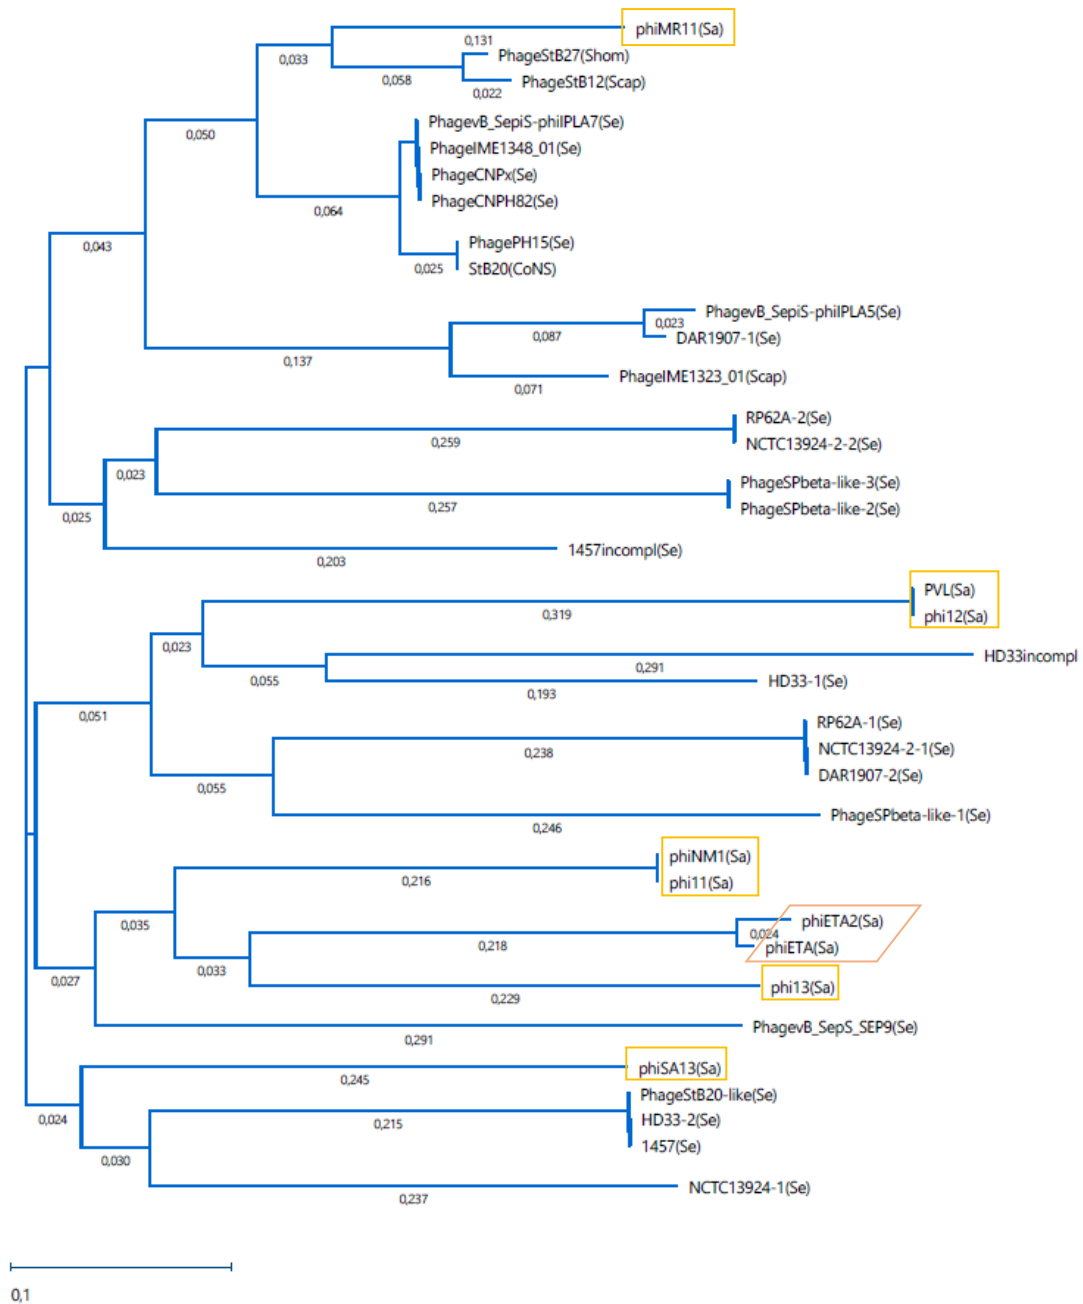 phiMR11(Sa)
0,131
0,033
PhageStB27(Shom)
0,058
PhageStB12(Scap)
0,022
PhagevB_SepiS-phiIPLA7(Se)
0,050
PhageIME1348_01(Se)
PhageCNPx(Se)
PhageCNPH82(Se)
0,064
PhagePH15(Se)
0,043
0,025
StB20(CoNS)
PhagevB_SepiS-phiIPLA5(Se)
0,023
0,087
DAR1907-1(Se)
0,137
PhageIME1323_01(Scap)
0,071
RP62A-2(Se)
0,259
NCTC13924-2-2(Se)
0,023
PhageSPbeta-like-3(Se)
0,257
PhageSPbeta-like-2(Se)
0,025
1457incompl(Se)
0,203
PVL(Sa)
0,319
phi12(Sa)
0,023
HD33incompl
0,291
0,055
HD33-1(Se)
0,193
0,051
RP62A-1(Se)
0,238
NCTC13924-2-1(Se)
DAR1907-2(Se)
0,055
PhageSPbeta-like-1(Se)
0,246
phiNM1(Sa)
0,216
phi11(Sa)
0,035
phiETA2(Sa)
0,024
0,218
phiETA(Sa)
0,033
0,027
phi13(Sa)
0,229
PhagevB_SepS_SEP9(Se)
0,291
phiSA13(Sa)
0,245
PhageStB20-like(Se)
0,024
0,215
HD33-2(Se)
1457(Se)
0,030
NCTC13924-1(Se)
0,237
0,1